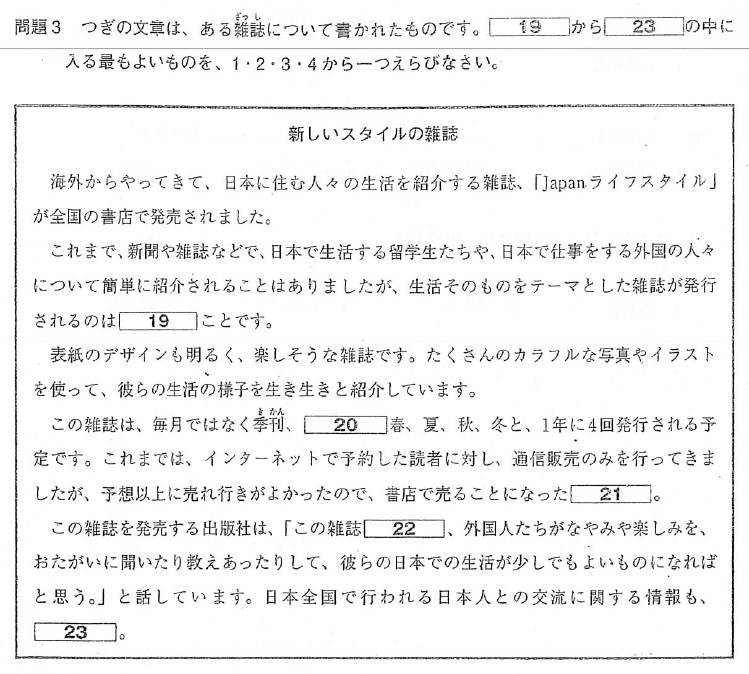 問題3 つぎの文章は、ある雑誌について書かれたものです。 19 から 23 の中に
入る最もよいものを、1・2・3・4から一つえらびなさい。
新しいスタイルの雑誌
海外からやってきて、日本に住む人々の生活を紹介する雑誌、「Japanライフスタイル」
が全国の書店で発売されました。
これまで、新聞や雑誌などで、日本で生活する留学生たちや、日本で仕事をする外国の人々
について簡単に紹介されることはありましたが、生活そのものをテーマとした雑誌が発行
されるのは 19 ことです。
表紙のデザインも明るく、楽しそうな雑誌です。たくさんのカラフルな写真やイラスト
を使って、彼らの生活の様子を生き生きと紹介しています。
この雑誌は、毎月ではなく季刊、 20 春、夏、秋、冬と、1年に4回発行される予
定です。これまでは、インターネットで予約した読者に対し、通信販売のみを行ってきま
したが、予想以上に売れ行きがよかったので、書店で売ることになった 21 。
この雑誌を発売する出版社は、「この雑誌 22 、外国人たちがなやみや楽しみを、
おたがいに聞いたり教えあったりして、彼らの日本での生活が少しでもよいものになれば
と思う。」と話しています。日本全国で行われる日本人との交流に関する情報も、
23 。